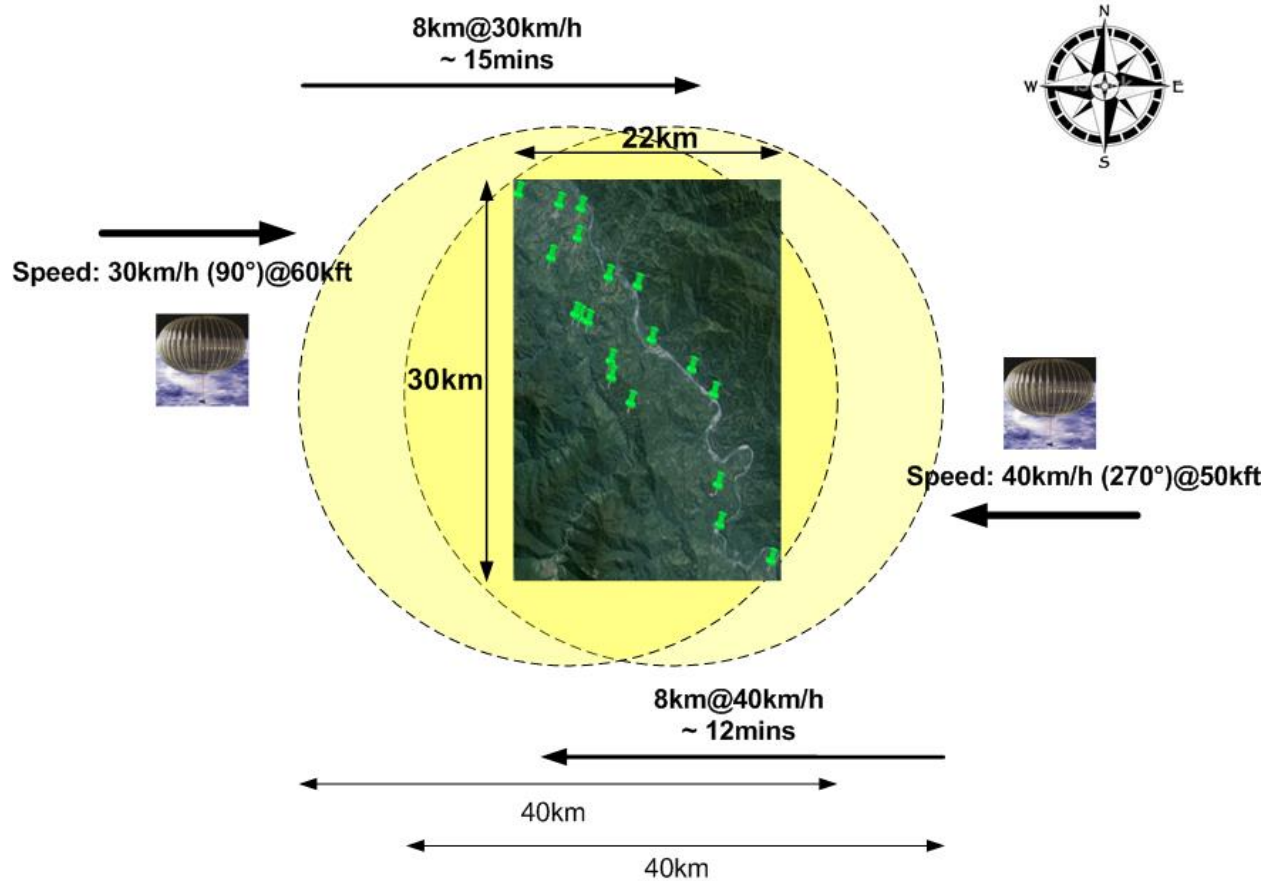 8km@30km/h
~ 15mins
N
W
E
S
22km
Speed: 30km/h (90°)@60kft
30km
Speed: 40km/h (270°)@50kft
8km@40km/h
~ 12mins
40km
40km